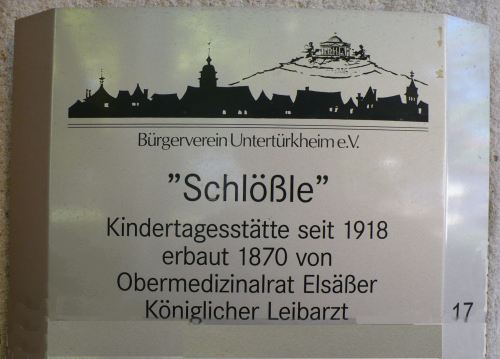 Bürgerverein Untertürkheim e.V.
"Schlößle"
Kindertagesstätte seit 1918
erbaut 1870 von
Obermedizinalrat Elsäßer
Königlicher Leibarzt
17